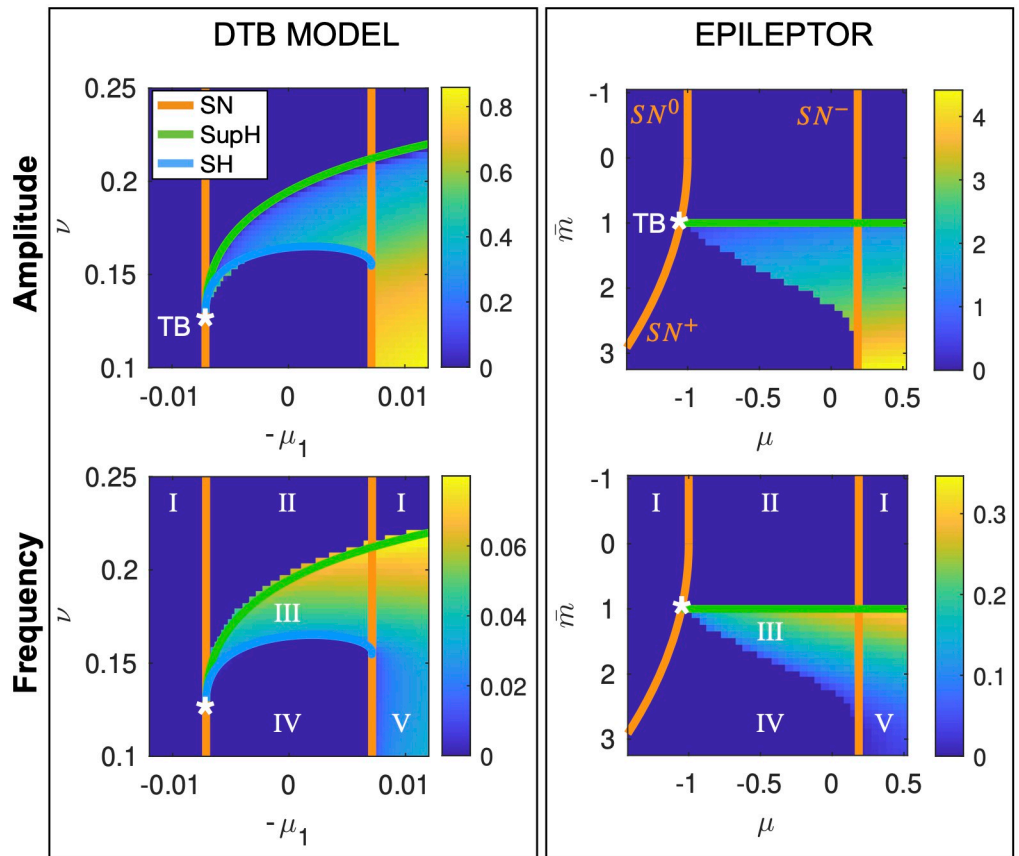 DTB MODEL
EPILEPTOR
Amplitude
0.25
0.2
0.15
0.1
ν
SN
SupH
SH
TB
-0.01
0
0.01
- μ₁
0.8
0.6
0.4
0.2
0
-1
0
1
2
3
m̄
SN⁰
SN⁻
TB
SN⁺
-1
-0.5
0
0.5
μ
4
3
2
1
0
Frequency
0.25
0.2
0.15
0.1
ν
I
II
I
III
IV
V
-0.01
0
0.01
- μ₁
0.06
0.04
0.02
0
-1
0
1
2
3
m̄
I
II
I
III
IV
V
-1
-0.5
0
0.5
μ
0.3
0.2
0.1
0